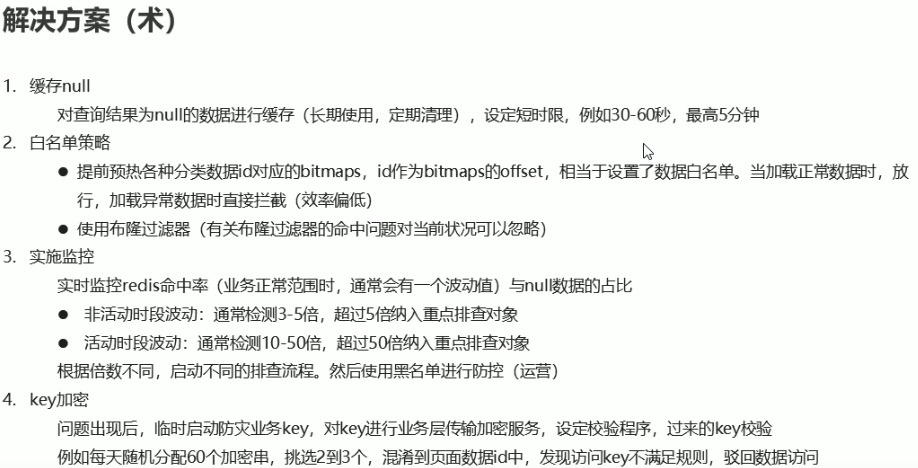 解决方案（术）
1. 缓存null
对查询结果为null的数据进行缓存（长期使用，定期清理），设定短时限，例如30-60秒，最高5分钟
2. 白名单策略
● 提前预热各种分类数据id对应的bitmaps，id作为bitmaps的offset，相当于设置了数据白名单。当加载正常数据时，放
行，加载异常数据时直接拦截（效率偏低）
● 使用布隆过滤器（有关布隆过滤器的命中问题对当前状况可以忽略）
3. 实施监控
实时监控redis命中率（业务正常范围时，通常会有一个波动值）与null数据的占比
● 非活动时段波动：通常检测3-5倍，超过5倍纳入重点排查对象
● 活动时段波动：通常检测10-50倍，超过50倍纳入重点排查对象
根据倍数不同，启动不同的排查流程。然后使用黑名单进行防控（运营）
4. key加密
问题出现后，临时启动防灾业务key，对key进行业务层传输加密服务，设定校验程序，过来的key校验
例如每天随机分配60个加密串，挑选2到3个，混淆到页面数据id中，发现访问key不满足规则，驳回数据访问